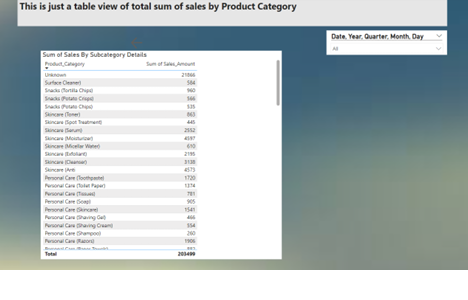 This is just a table view of total sum of sales by Product Category
Date, Year, Quarter, Month, Day
All
Sum of Sales By Subcategory Details
Product_Category Sum of Sales_Amount
Unknown 21866
Surface Cleaner) 584
Snacks (Tortilla Chips) 960
Snacks (Potato Crisps) 566
Snacks (Potato Chips) 535
Skincare (Toner) 863
Skincare (Spot Treatment) 445
Skincare (Serum) 2552
Skincare (Moisturizer) 4597
Skincare (Micellar Water) 610
Skincare (Exfoliant) 2195
Skincare (Cleanser) 3138
Skincare (Anti 4573
Personal Care (Toothpaste) 1720
Personal Care (Toilet Paper) 1374
Personal Care (Tissues) 781
Personal Care (Soap) 905
Personal Care (Skincare) 1541
Personal Care (Shaving Gel) 466
Personal Care (Shaving Cream) 554
Personal Care (Shampoo) 260
Personal Care (Razors) 1906
Personal Care
Total 203499